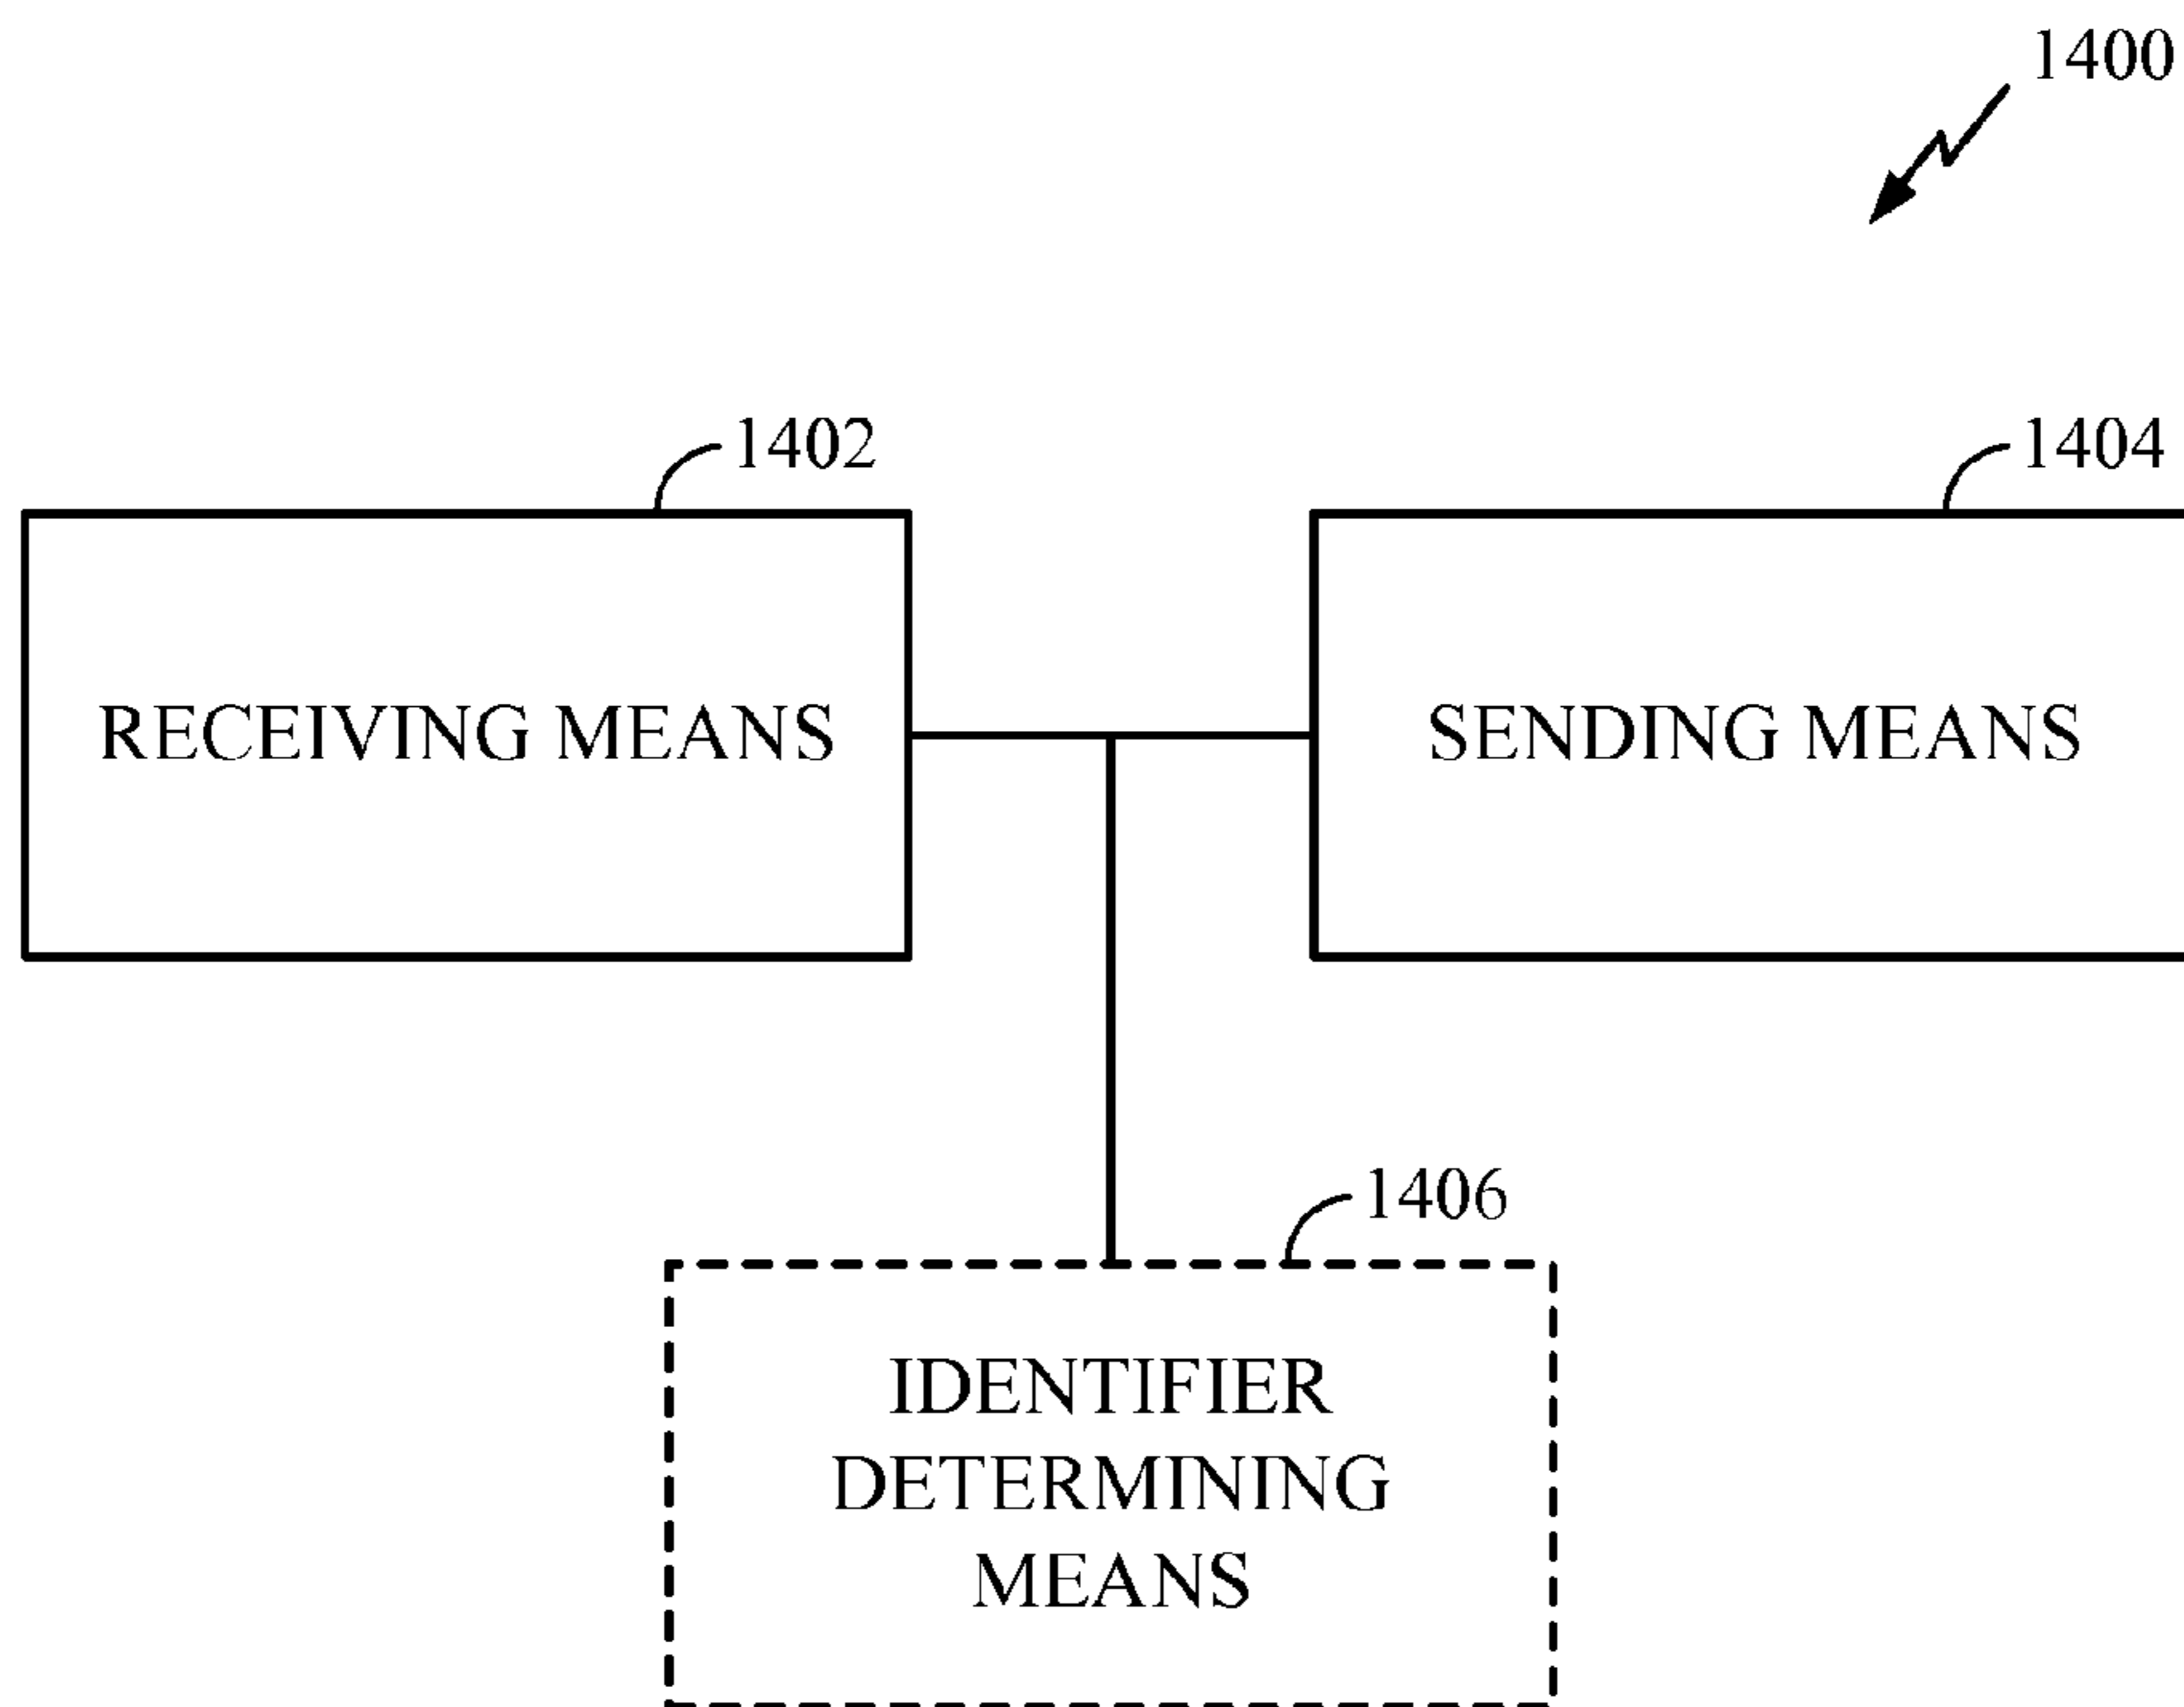 1400
1402
1404
RECEIVING MEANS
SENDING MEANS
1406
IDENTIFIER
DETERMINING
MEANS